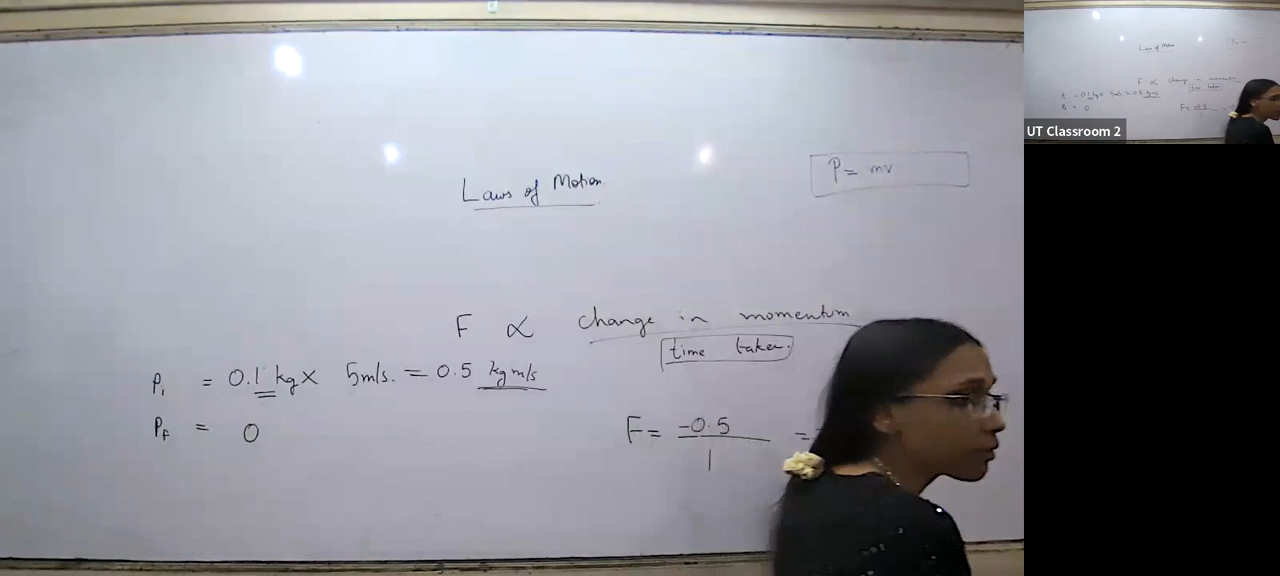 P = mv
Laws of Motion
F ∝ change in momentum
time taken.
P₁ = 0.1 kg × 5m/s. = 0.5 kg m/s
P_F = 0
F = -0.5 / 1 =
UT Classroom 2